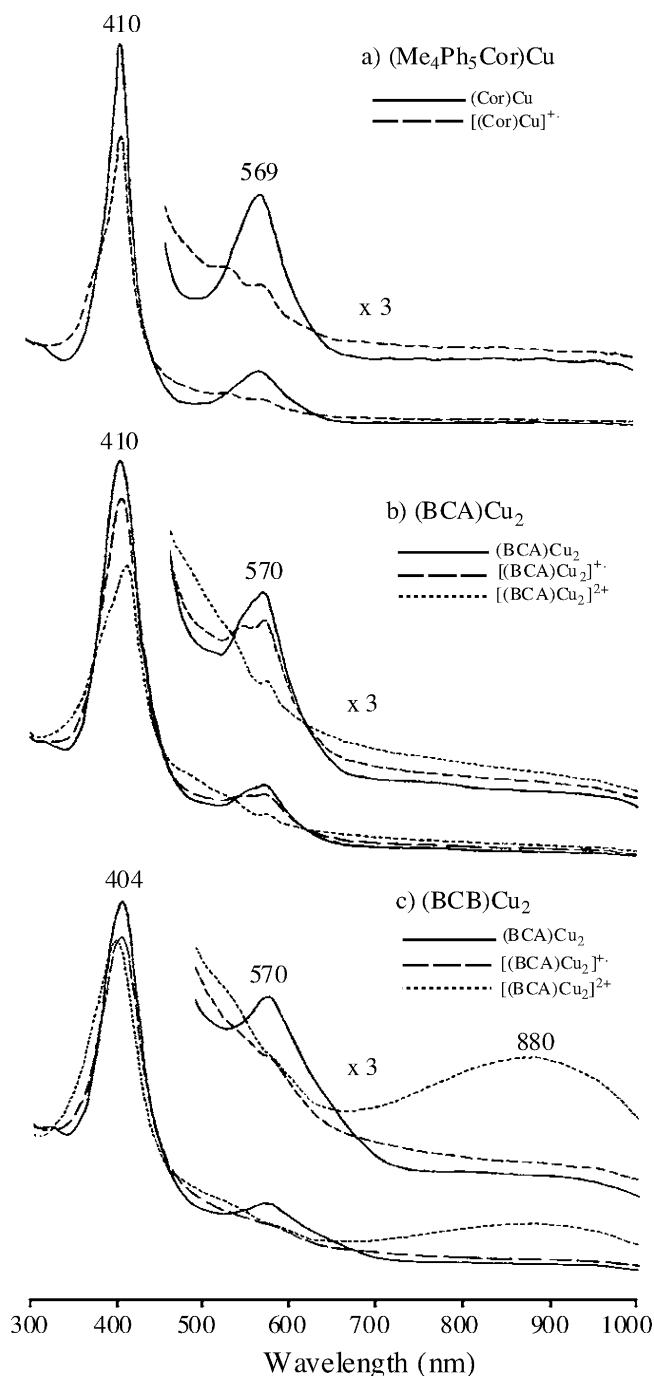 410
a) (Me₄Ph₅Cor)Cu
(Cor)Cu
[(Cor)Cu]⁺·
569
x 3
410
b) (BCA)Cu₂
(BCA)Cu₂
[(BCA)Cu₂]⁺·
[(BCA)Cu₂]²⁺
570
x 3
404
c) (BCB)Cu₂
(BCA)Cu₂
[(BCA)Cu₂]⁺·
[(BCA)Cu₂]²⁺
570
880
x 3
300 400 500 600 700 800 900 1000
Wavelength (nm)